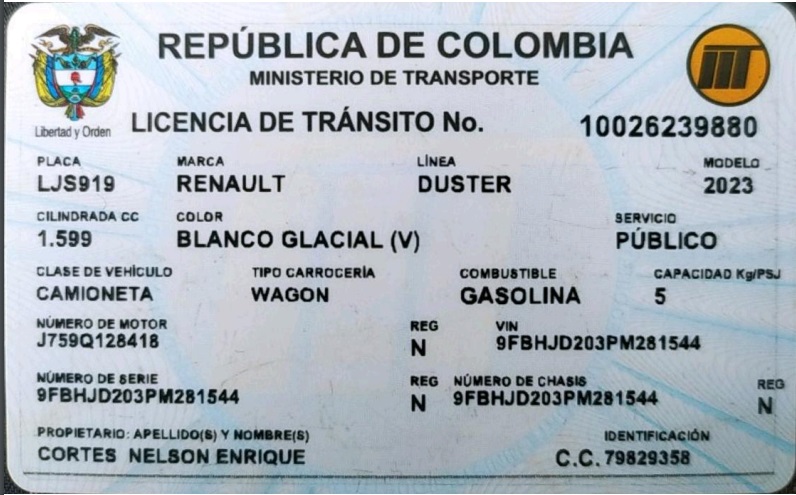 REPÚBLICA DE COLOMBIA
MINISTERIO DE TRANSPORTE
Libertad y Orden
LICENCIA DE TRÁNSITO No. 10026239880
PLACA MARCA LÍNEA MODELO
LJS919 RENAULT DUSTER 2023
CILINDRADA CC COLOR SERVICIO
1.599 BLANCO GLACIAL (V) PÚBLICO
CLASE DE VEHÍCULO TIPO CARROCERÍA COMBUSTIBLE CAPACIDAD Kg/PSJ
CAMIONETA WAGON GASOLINA 5
NÚMERO DE MOTOR REG VIN
J759Q128418 N 9FBHJD203PM281544
NÚMERO DE SERIE REG NÚMERO DE CHASIS REG
9FBHJD203PM281544 N 9FBHJD203PM281544 N
PROPIETARIO: APELLIDO(S) Y NOMBRE(S) IDENTIFICACIÓN
CORTES NELSON ENRIQUE C.C. 79829358